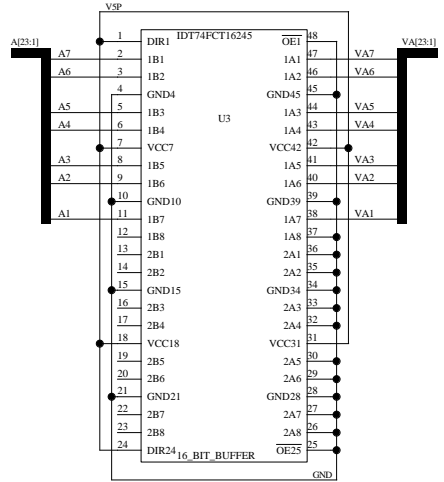 V5P
A[23:1]
IDT74FCT16245
VA[23:1]
1 DIR1 OE1 48
A7 2 1B1 1A1 47 VA7
A6 3 1B2 1A2 46 VA6
4 GND4 GND45 45
A5 5 1B3 1A3 44 VA5
U3
A4 6 1B4 1A4 43 VA4
7 VCC7 VCC42 42
A3 8 1B5 1A5 41 VA3
A2 9 1B6 1A6 40 VA2
10 GND10 GND39 39
A1 11 1B7 1A7 38 VA1
12 1B8 1A8 37
13 2B1 2A1 36
14 2B2 2A2 35
15 GND15 GND34 34
16 2B3 2A3 33
17 2B4 2A4 32
18 VCC18 VCC31 31
19 2B5 2A5 30
20 2B6 2A6 29
21 GND21 GND28 28
22 2B7 2A7 27
23 2B8 2A8 26
24 DIR24 OE25 25
16_BIT_BUFFER
GND